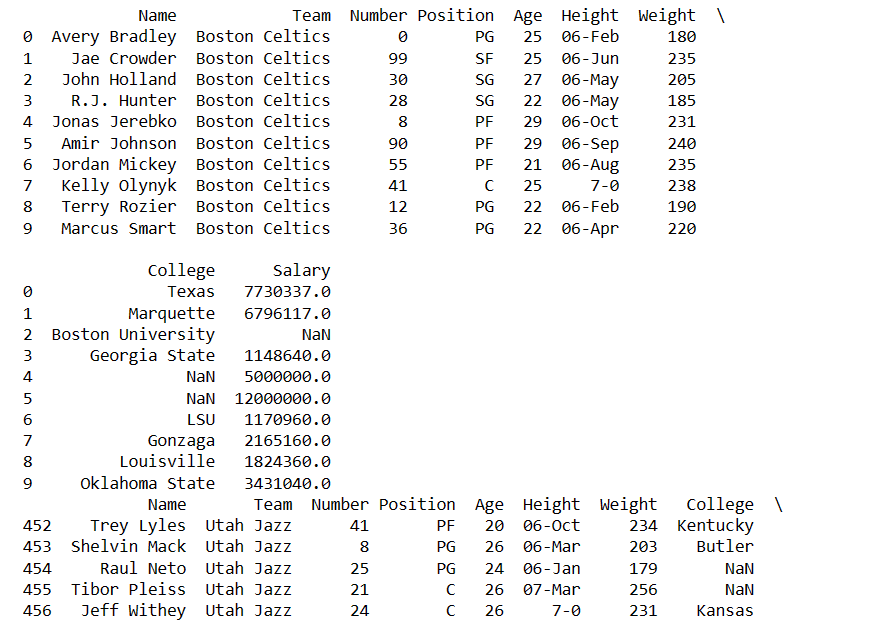 Name Team Number Position Age Height Weight \
0 Avery Bradley Boston Celtics 0 PG 25 06-Feb 180
1 Jae Crowder Boston Celtics 99 SF 25 06-Jun 235
2 John Holland Boston Celtics 30 SG 27 06-May 205
3 R.J. Hunter Boston Celtics 28 SG 22 06-May 185
4 Jonas Jerebko Boston Celtics 8 PF 29 06-Oct 231
5 Amir Johnson Boston Celtics 90 PF 29 06-Sep 240
6 Jordan Mickey Boston Celtics 55 PF 21 06-Aug 235
7 Kelly Olynyk Boston Celtics 41 C 25 7-0 238
8 Terry Rozier Boston Celtics 12 PG 22 06-Feb 190
9 Marcus Smart Boston Celtics 36 PG 22 06-Apr 220
College Salary
0 Texas 7730337.0
1 Marquette 6796117.0
2 Boston University NaN
3 Georgia State 1148640.0
4 NaN 5000000.0
5 NaN 12000000.0
6 LSU 1170960.0
7 Gonzaga 2165160.0
8 Louisville 1824360.0
9 Oklahoma State 3431040.0
Name Team Number Position Age Height Weight College \
452 Trey Lyles Utah Jazz 41 PF 20 06-Oct 234 Kentucky
453 Shelvin Mack Utah Jazz 8 PG 26 06-Mar 203 Butler
454 Raul Neto Utah Jazz 25 PG 24 06-Jan 179 NaN
455 Tibor Pleiss Utah Jazz 21 C 26 07-Mar 256 NaN
456 Jeff Withey Utah Jazz 24 C 26 7-0 231 Kansas